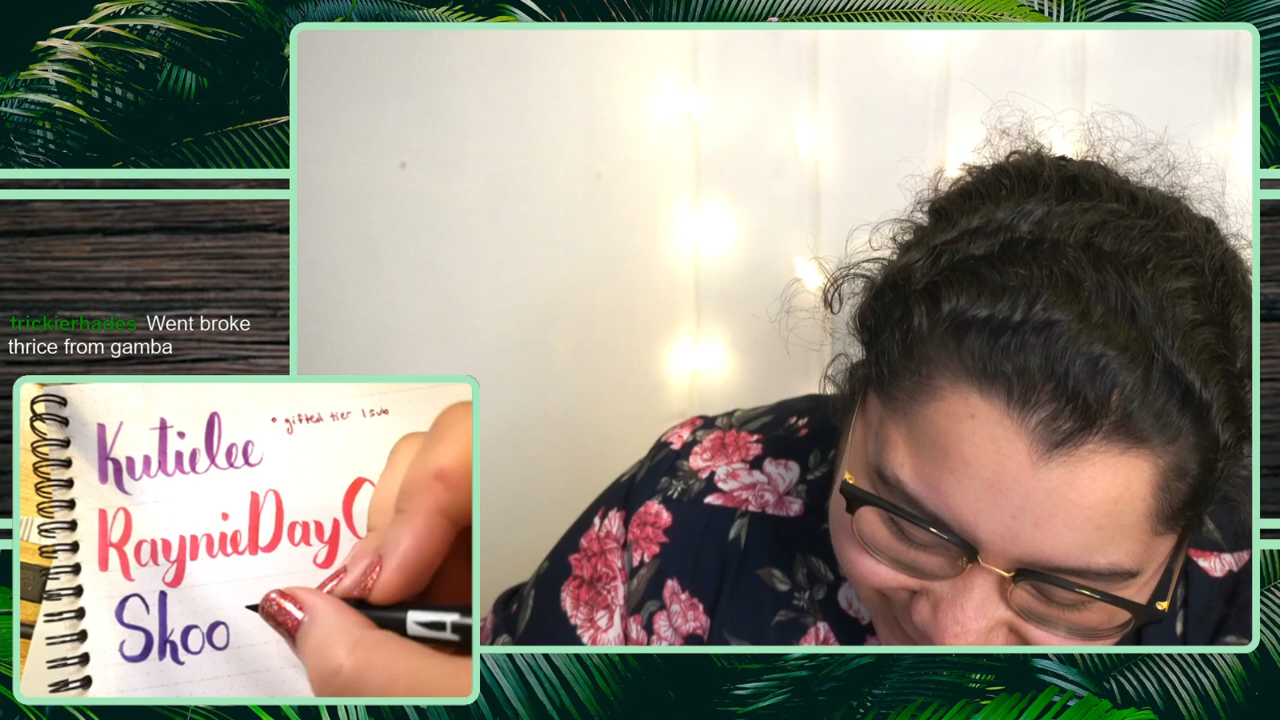 trickierhades Went broke
thrice from gamba
Kutielee
• gifted tier 1 sub
RaynieDay
Skoo